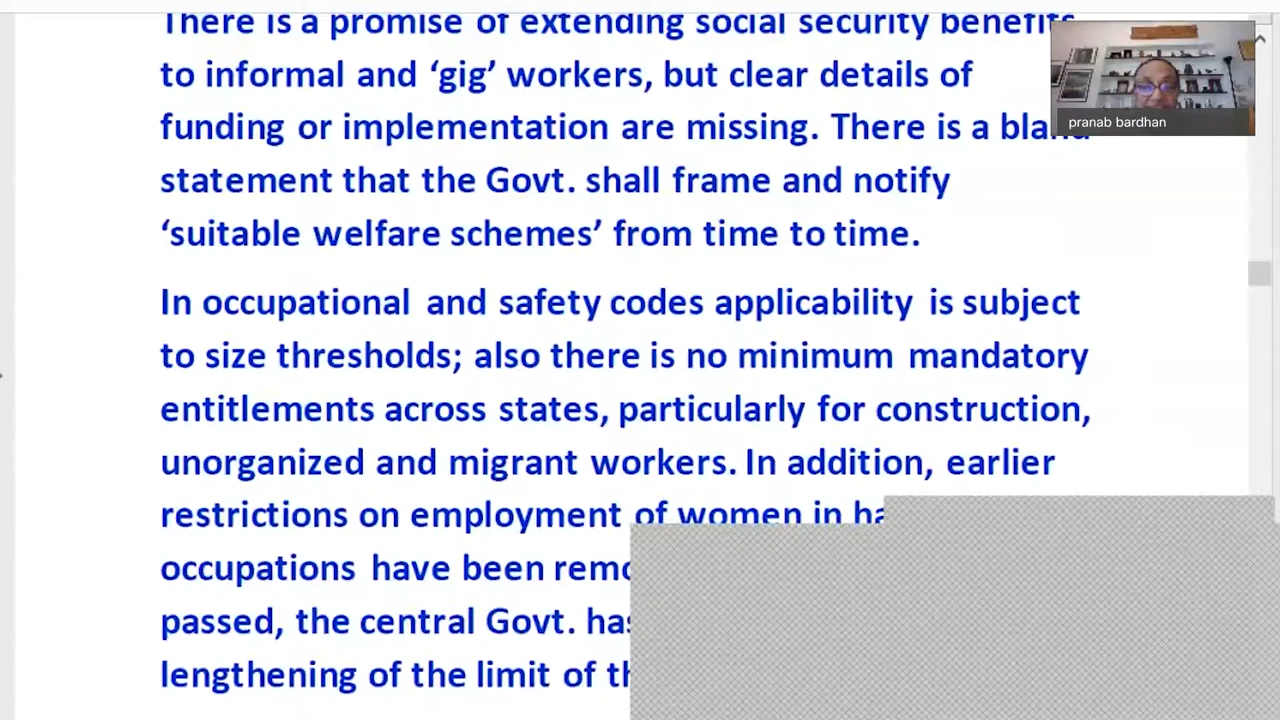 There is a promise of extending social security benefits
to informal and ‘gig’ workers, but clear details of
funding or implementation are missing. There is a bland
statement that the Govt. shall frame and notify
‘suitable welfare schemes’ from time to time.
In occupational and safety codes applicability is subject
to size thresholds; also there is no minimum mandatory
entitlements across states, particularly for construction,
unorganized and migrant workers. In addition, earlier
restrictions on employment of women in
occupations have been
passed, the central Govt. has
lengthening of the limit of
pranab bardhan